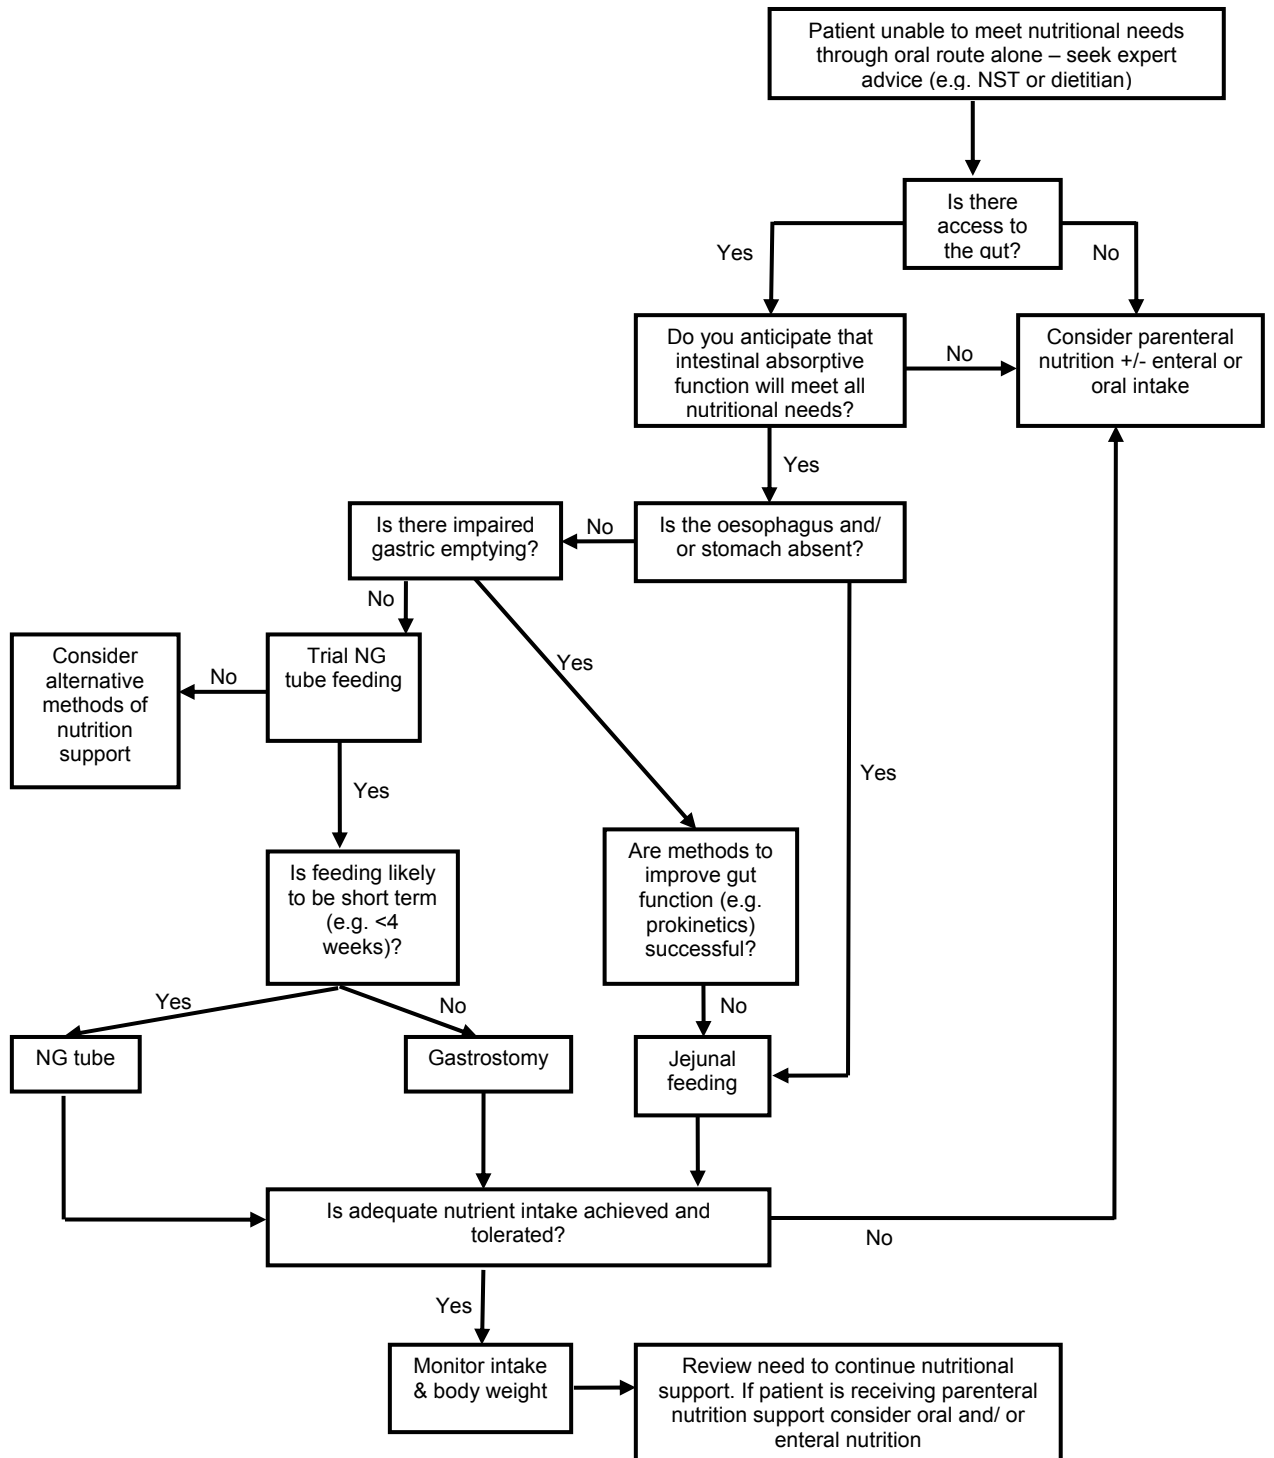 Patient unable to meet nutritional needs
through oral route alone – seek expert
advice (e.g. NST or dietitian)
Is there
access to
the gut?
Yes
No
Do you anticipate that
intestinal absorptive
function will meet all
nutritional needs?
No
Consider parenteral
nutrition +/- enteral or
oral intake
Yes
Is there impaired
gastric emptying?
No
Is the oesophagus and/
or stomach absent?
No
Consider
alternative
methods of
nutrition
support
No
Trial NG
tube feeding
Yes
Yes
Yes
Is feeding likely
to be short term
(e.g. <4
weeks)?
Are methods to
improve gut
function (e.g.
prokinetics)
successful?
Yes
No
No
NG tube
Gastrostomy
Jejunal
feeding
Is adequate nutrient intake achieved and
tolerated?
No
Yes
Monitor intake
& body weight
Review need to continue nutritional
support. If patient is receiving parenteral
nutrition support consider oral and/ or
enteral nutrition